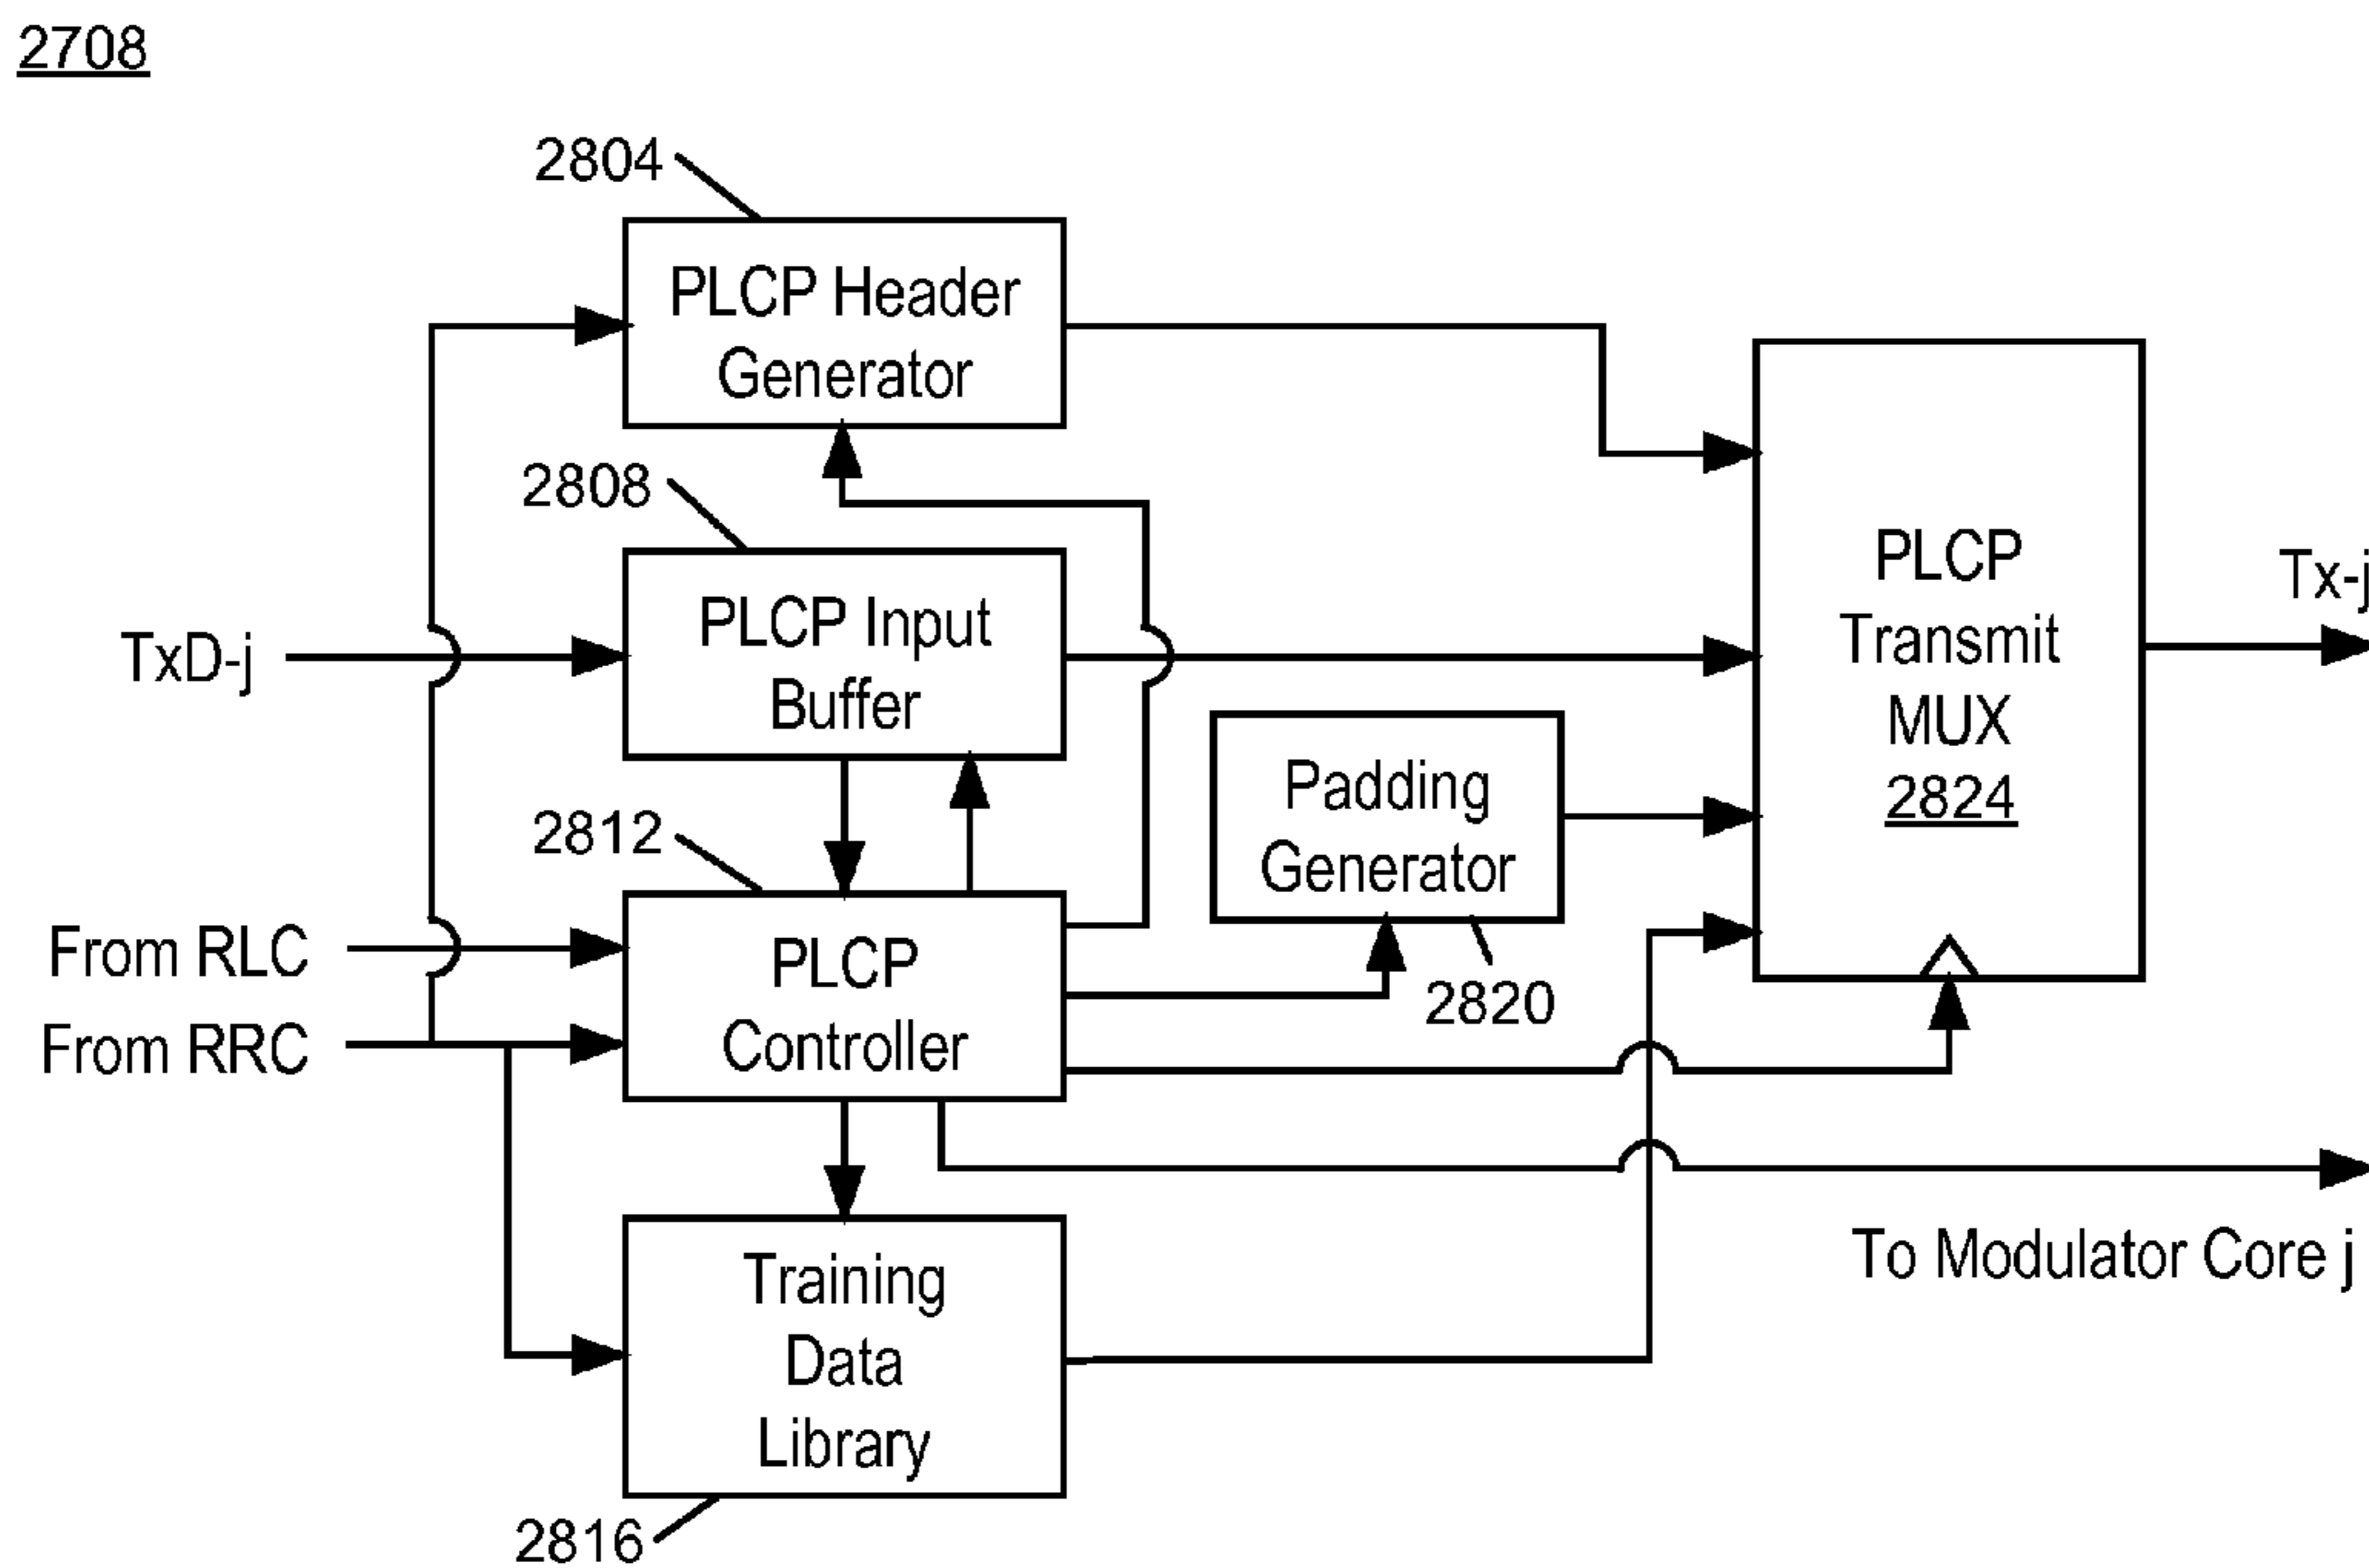 2708
2804
PLCP Header
Generator
2808
PLCP Input
Buffer
TxD-j
PLCP
Transmit
MUX
2824
Tx-j
Padding
Generator
2820
2812
PLCP
Controller
From RLC
From RRC
To Modulator Core j
Training
Data
Library
2816